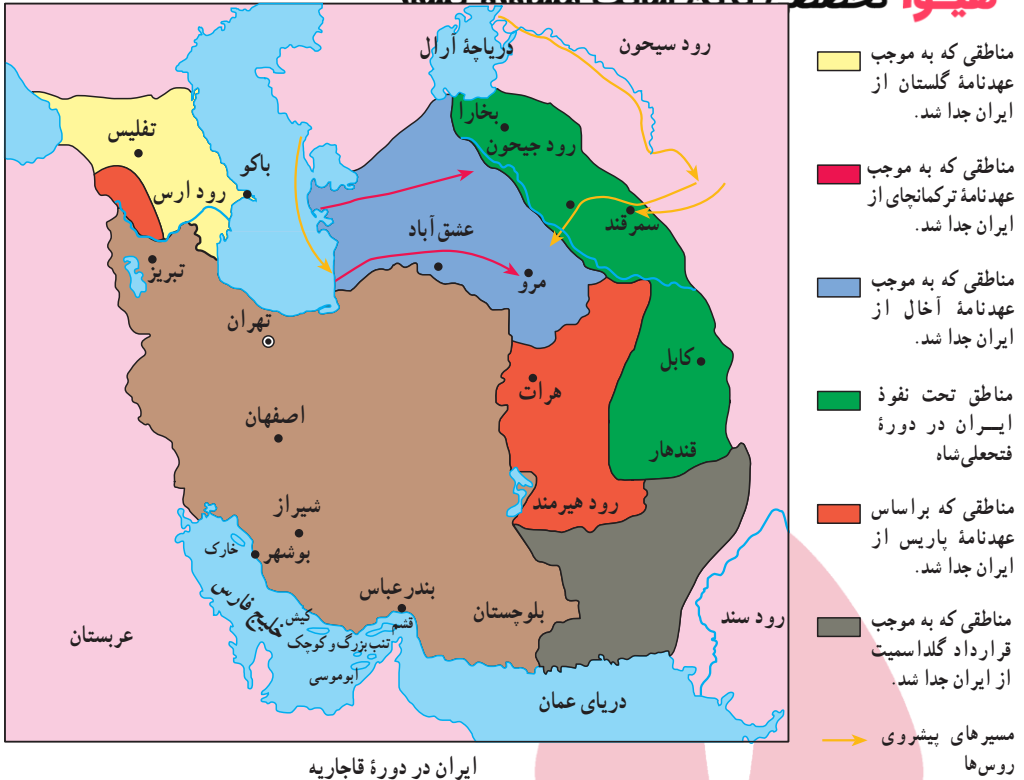 هیوا
دریاچهٔ آرال
رود سیحون
بخارا
رود جیحون
تفلیس
باکو
رود ارس
سمرقند
عشق‌آباد
مرو
تبریز
تهران
کابل
هرات
اصفهان
قندهار
رود هیرمند
شیراز
بوشهر
خارک
خلیج فارس
بندرعباس
بلوچستان
کیش
قشم
تنب بزرگ و کوچک
ابوموسی
عربستان
رود سند
دریای عمان
مناطقی که به موجب
عهدنامهٔ گلستان از
ایران جدا شد.
مناطقی که به موجب
عهدنامهٔ ترکمانچای از
ایران جدا شد.
مناطقی که به موجب
عهدنامهٔ آخال از
ایران جدا شد.
مناطق تحت نفوذ
ایــران در دورهٔ
فتحعلی‌شاه
مناطقی که براساس
عهدنامهٔ پاریس از
ایران جدا شد.
مناطقی که به موجب
قرارداد گلداسمیت
از ایران جدا شد.
مسیرهای پیشروی
روس‌ها
ایران در دورهٔ قاجاریه